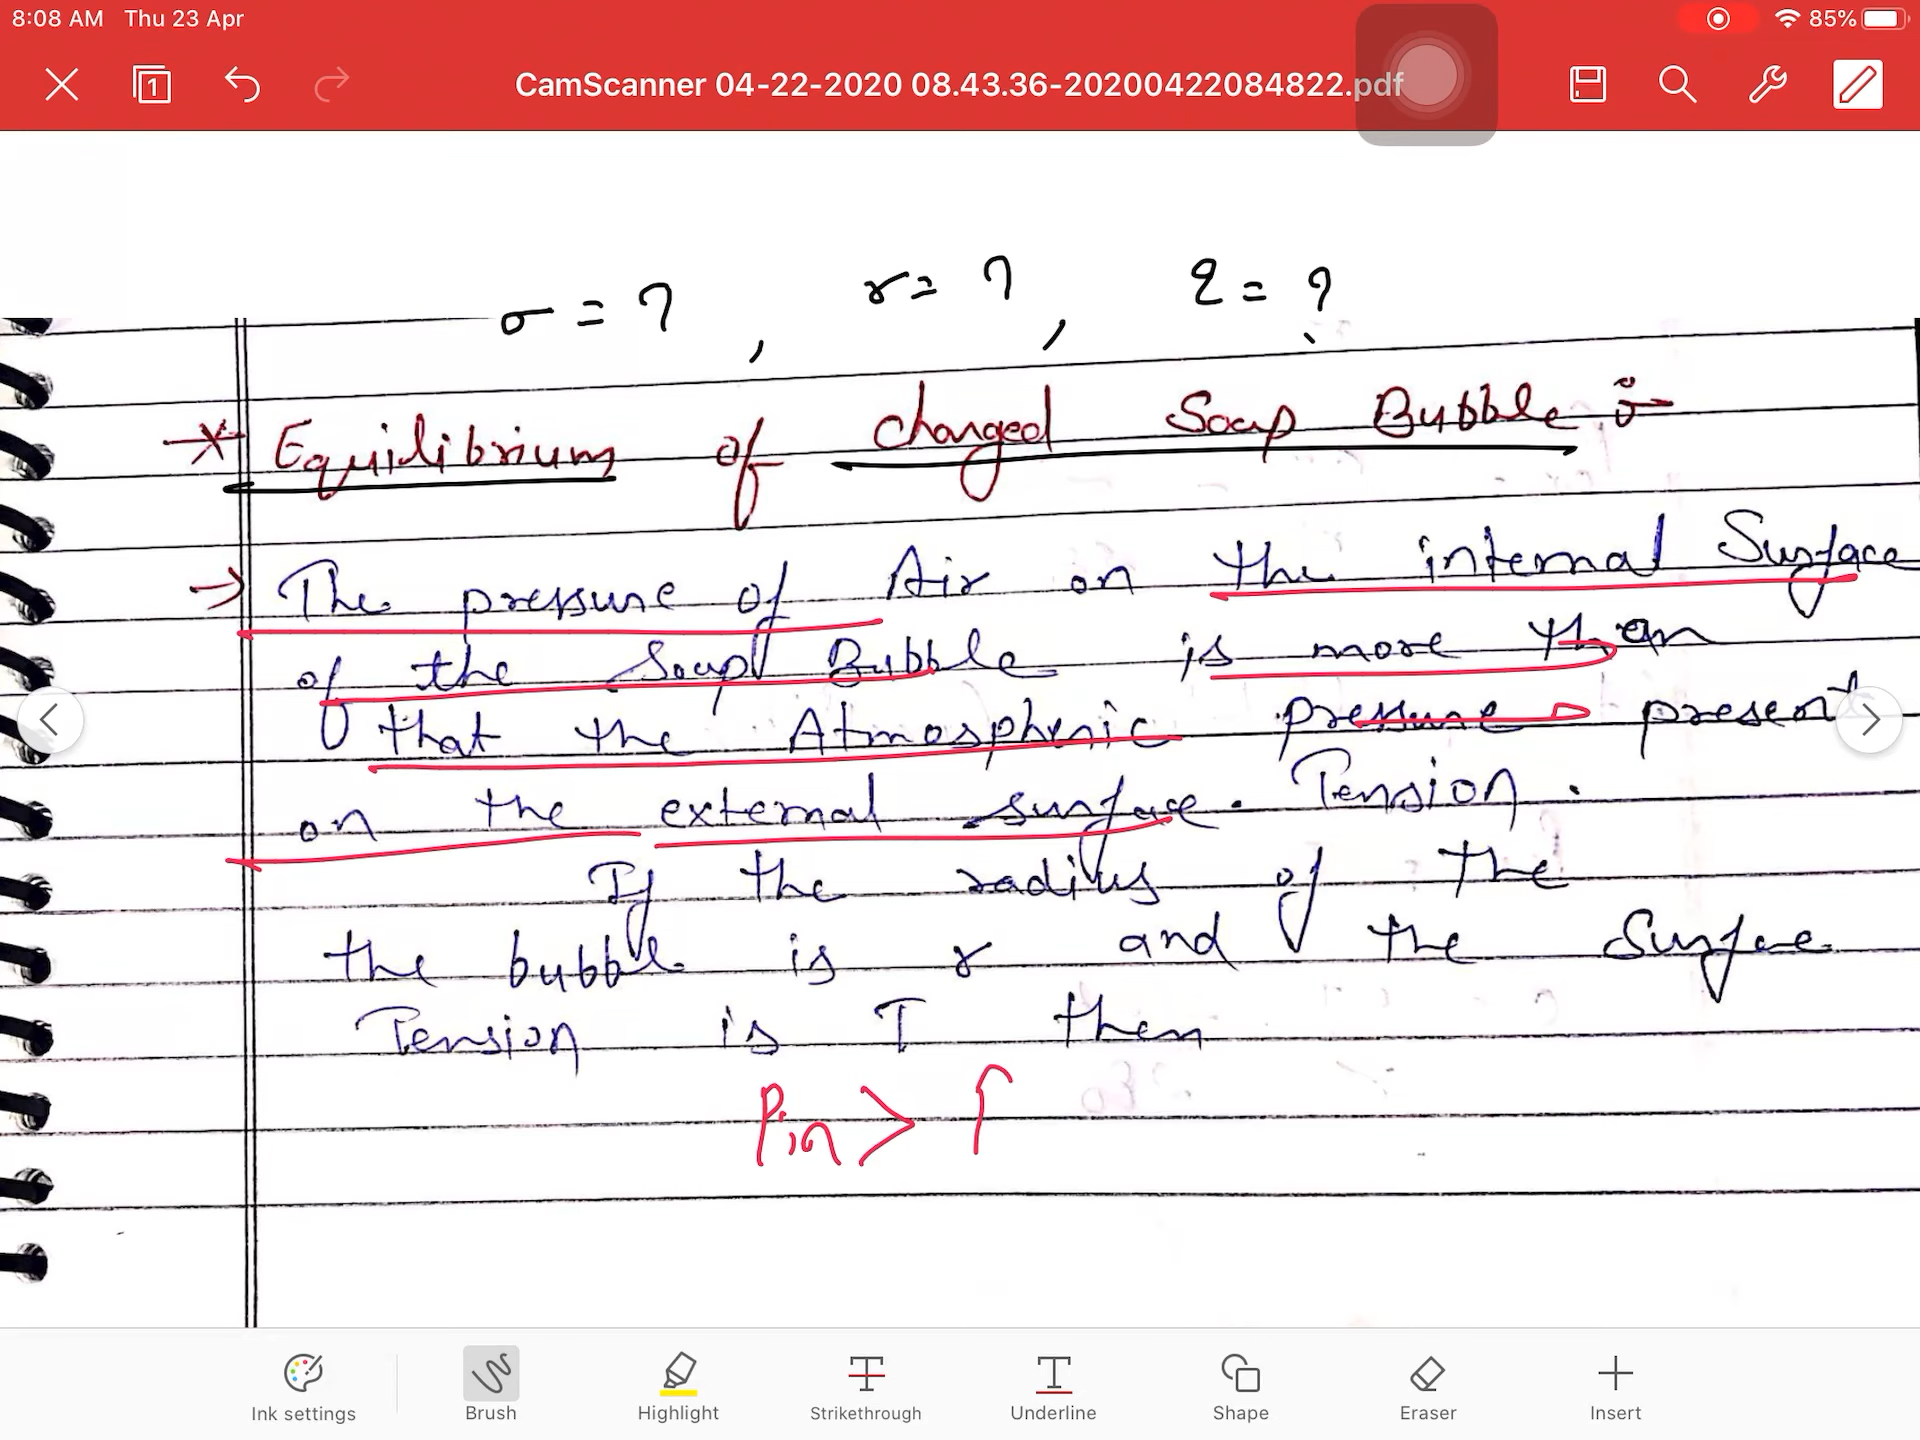 8:08 AM Thu 23 Apr
85%
1
CamScanner 04-22-2020 08.43.36-20200422084822.pdf
σ = ? , r = ? , q = ?
* Equilibrium of charged Soap Bubble :-
→ The pressure of Air on the internal Surface
of the Soap Bubble is more than
that the Atmospheric pressure present
on the external surface. Tension.
If the radius of the
the bubble is r and the Surface
Tension is T then
Pin > P
Ink settings
Brush
Highlight
Strikethrough
Underline
Shape
Eraser
Insert